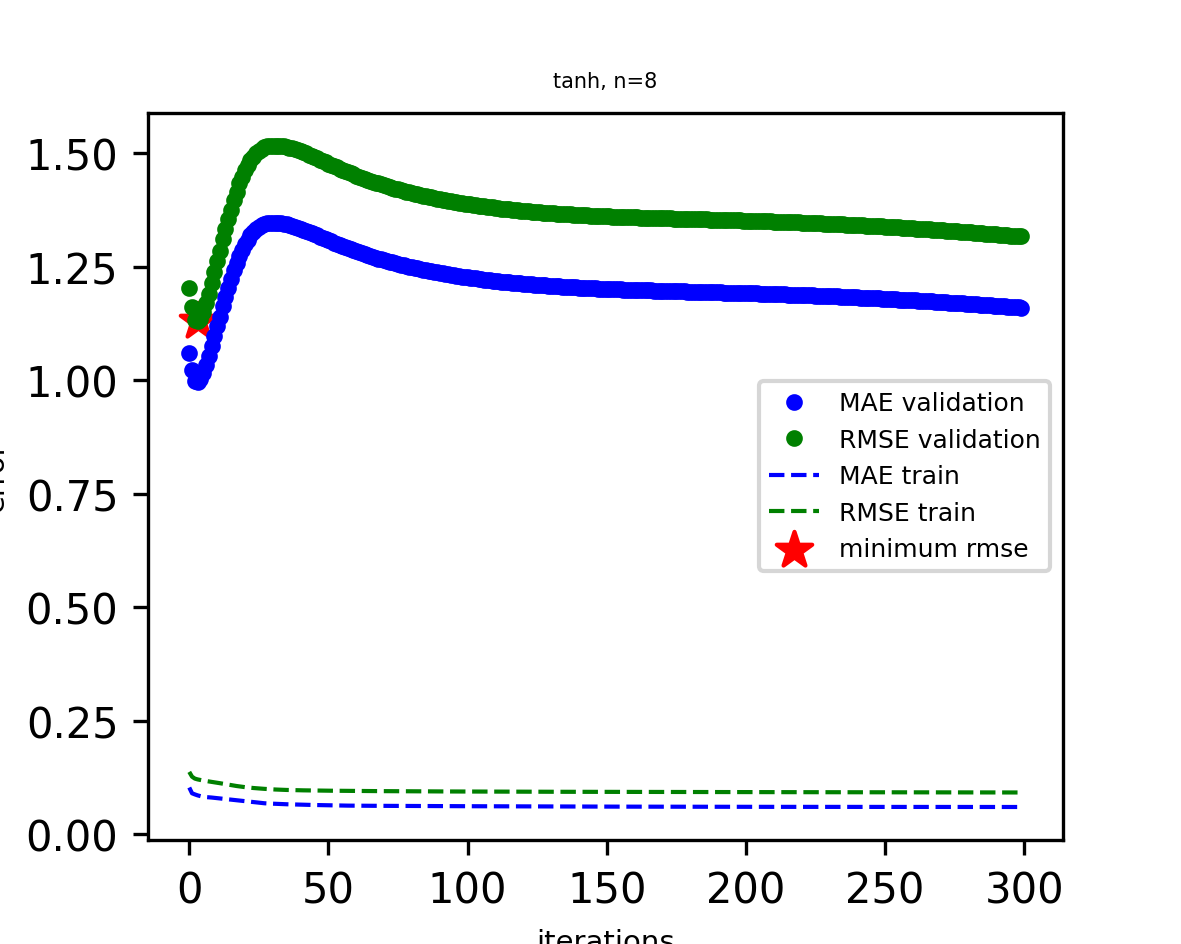 tanh, n=8
1.50
1.25
1.00
0.75
0.50
0.25
0.00
0 50 100 150 200 250 300
iterations
MAE validation
RMSE validation
MAE train
RMSE train
minimum rmse